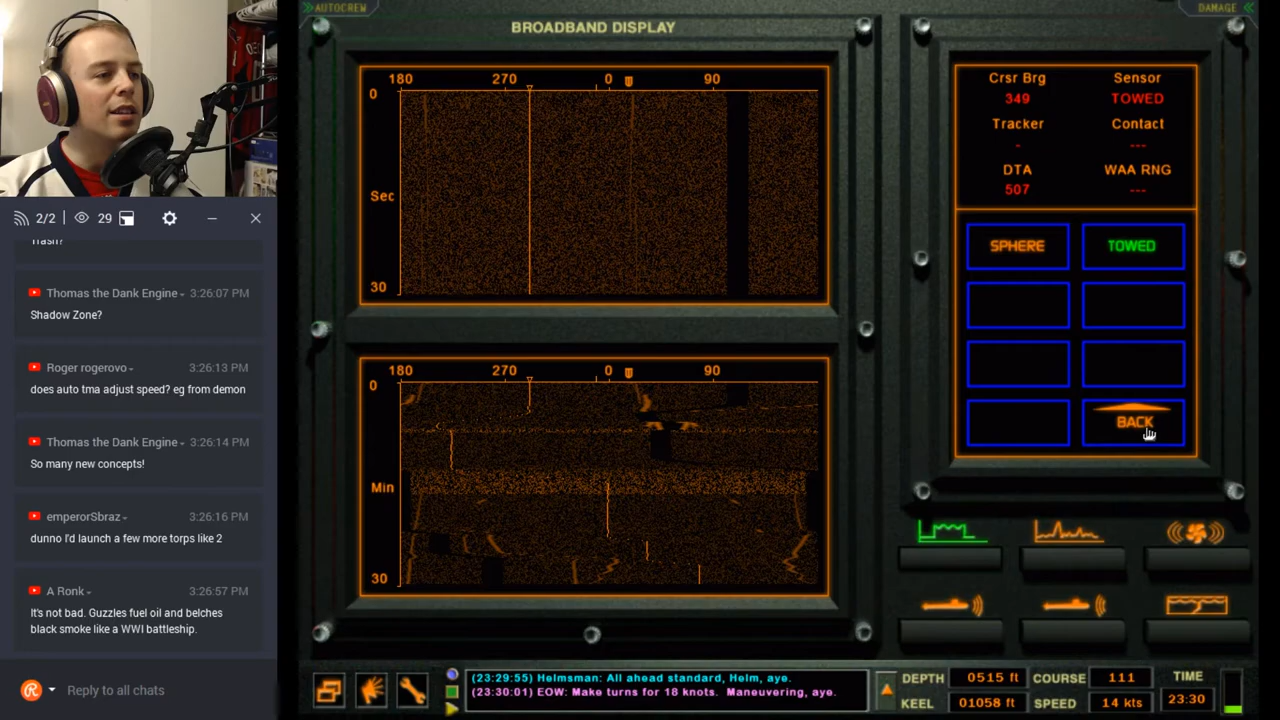 AUTOCREW
DAMAGE
BROADBAND DISPLAY
180 270 0 90
0
Sec
30
180 270 0 90
0
Min
30
Crsr Brg Sensor
349 TOWED
Tracker Contact
- ---
DTA WAA RNG
507 ---
SPHERE TOWED
BACK
2/2 29
Thomas the Dank Engine 3:26:07 PM
Shadow Zone?
Roger rogerovo 3:26:13 PM
does auto tma adjust speed? eg from demon
Thomas the Dank Engine 3:26:14 PM
So many new concepts!
emperorSbraz 3:26:16 PM
dunno I'd launch a few more torps like 2
A Ronk 3:26:57 PM
It's not bad. Guzzles fuel oil and belches
black smoke like a WWI battleship.
Reply to all chats
(23:29:55) Helmsman: All ahead standard, Helm, aye.
(23:30:01) EOW: Make turns for 18 knots. Maneuvering, aye.
DEPTH 0515 ft COURSE 111 TIME
KEEL 01058 ft SPEED 14 kts 23:30